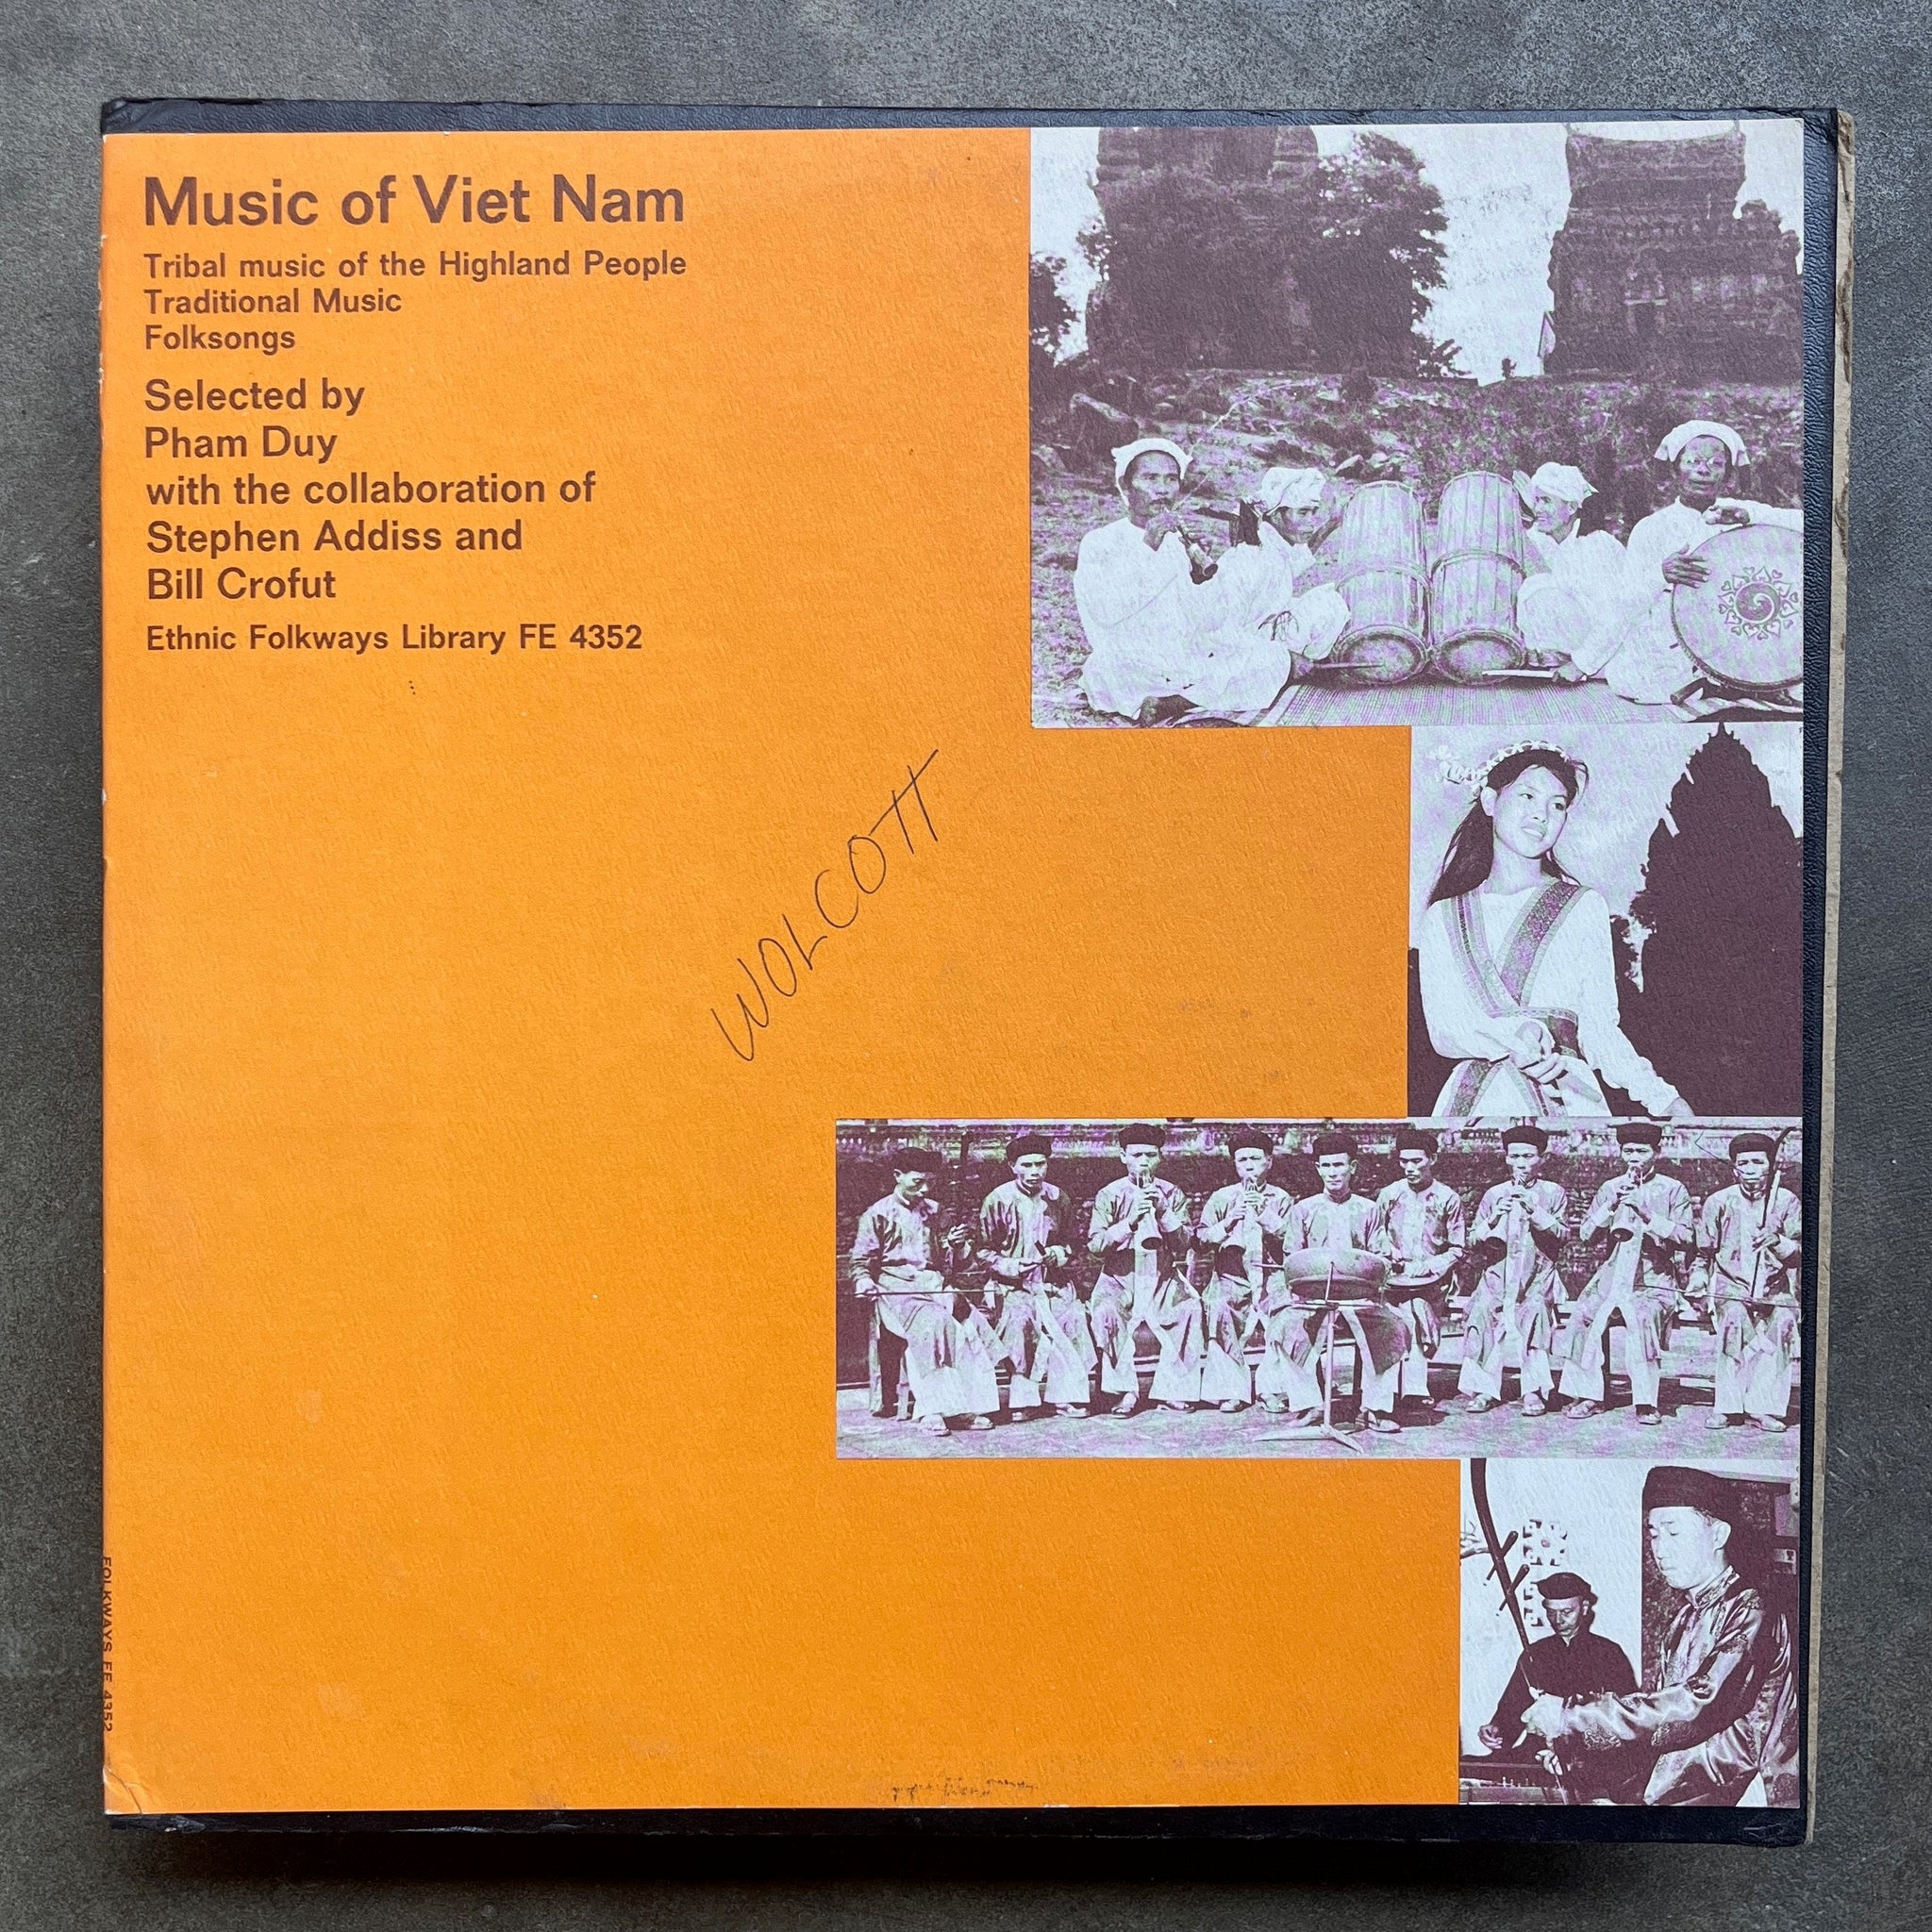 Music of Viet Nam
Tribal music of the Highland People
Traditional Music
Folksongs
Selected by
Pham Duy
with the collaboration of
Stephen Addiss and
Bill Crofut
Ethnic Folkways Library FE 4352
WOLCOTT
FOLKWAYS FE 4352